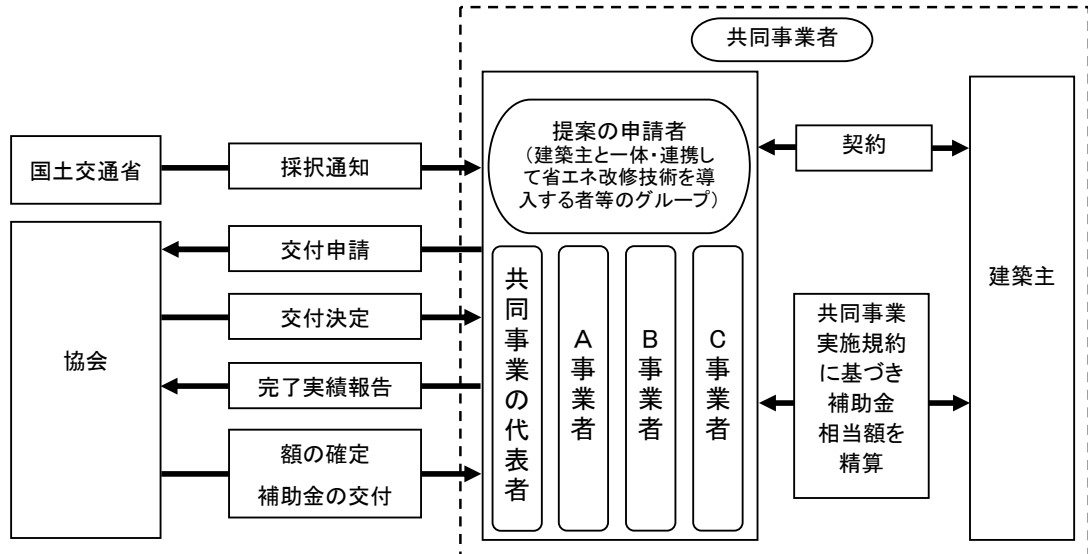 共同事業者
国土交通省
採択通知
提案の申請者
（建築主と一体・連携し
て省エネ改修技術を導
入する者等のグループ）
契約
建築主
協会
交付申請
交付決定
完了実績報告
額の確定
補助金の交付
共同事業の代表者
A事業者
B事業者
C事業者
共同事業
実施規約
に基づき
補助金
相当額を
精算